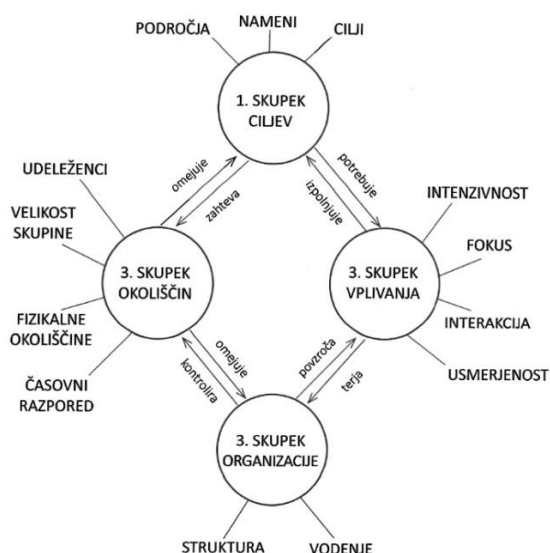 NAMENI
PODROČJA
CILJI
1. SKUPEK
CILJEV
omejuje
zahteva
potrebuje
izpolnjuje
UDELEŽENCI
VELIKOST
SKUPINE
FIZIKALNE
OKOLIŠČINE
ČASOVNI
RAZPORED
3. SKUPEK
OKOLIŠČIN
3. SKUPEK
VPLIVANJA
INTENZIVNOST
FOKUS
INTERAKCIJA
USMERJENOST
omejuje
kontrolira
povzroča
terja
3. SKUPEK
ORGANIZACIJE
STRUKTURA
VODENJE